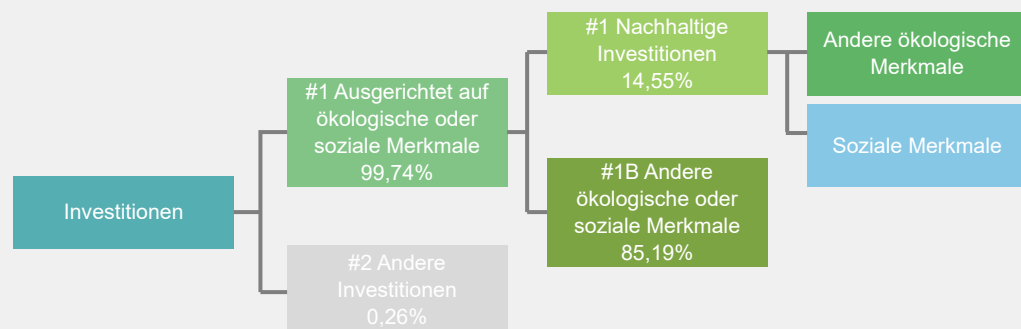 Investitionen
#1 Ausgerichtet auf
ökologische oder
soziale Merkmale
99,74%
#2 Andere
Investitionen
0,26%
#1 Nachhaltige
Investitionen
14,55%
#1B Andere
ökologische oder
soziale Merkmale
85,19%
Andere ökologische
Merkmale
Soziale Merkmale